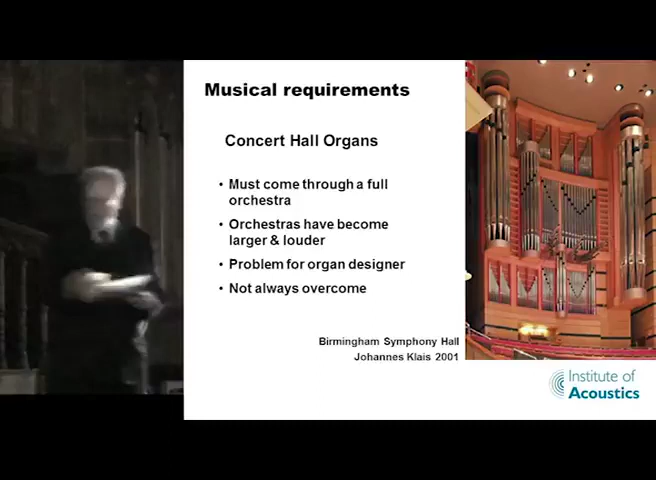 Musical requirements
Concert Hall Organs
• Must come through a full
orchestra
• Orchestras have become
larger & louder
• Problem for organ designer
• Not always overcome
Birmingham Symphony Hall
Johannes Klais 2001
Institute of
Acoustics